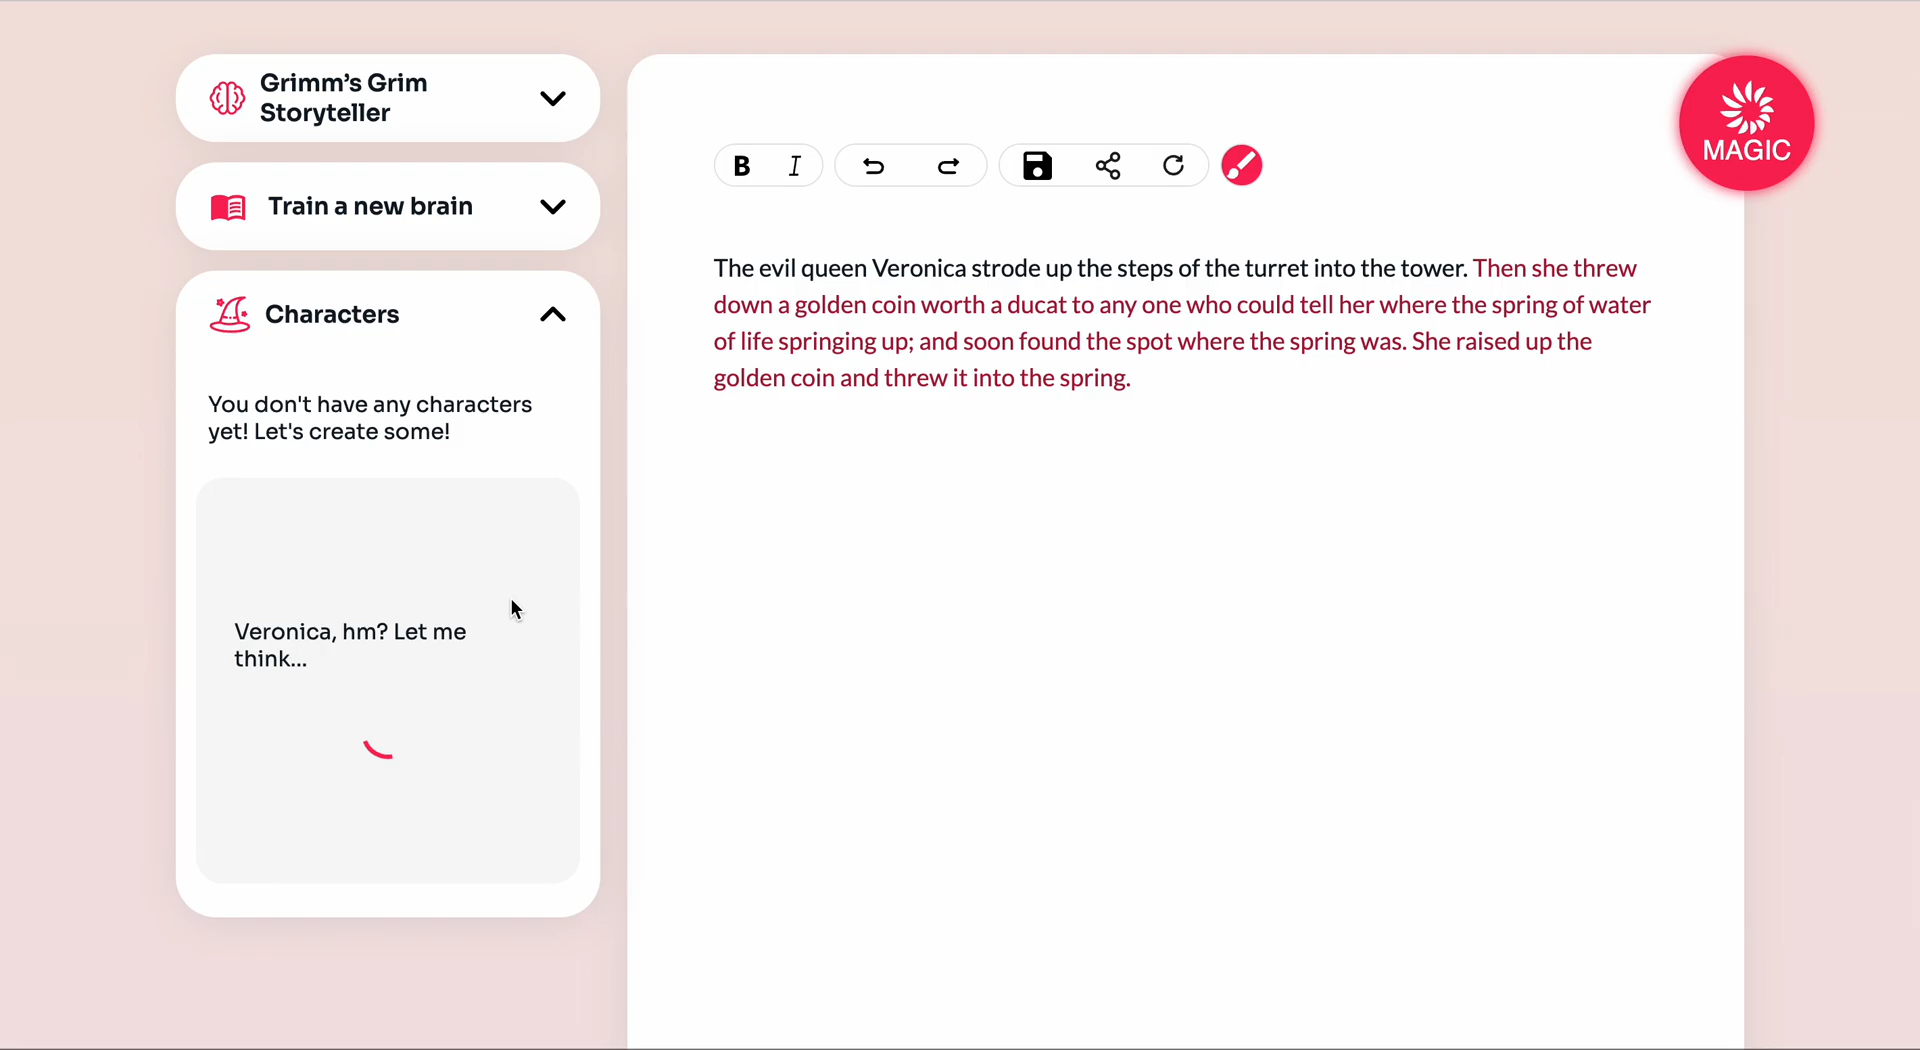 Grimm’s Grim
Storyteller
Train a new brain
Characters
You don't have any characters
yet! Let's create some!
Veronica, hm? Let me
think...
B I
MAGIC
The evil queen Veronica strode up the steps of the turret into the tower. Then she threw
down a golden coin worth a ducat to any one who could tell her where the spring of water
of life springing up; and soon found the spot where the spring was. She raised up the
golden coin and threw it into the spring.